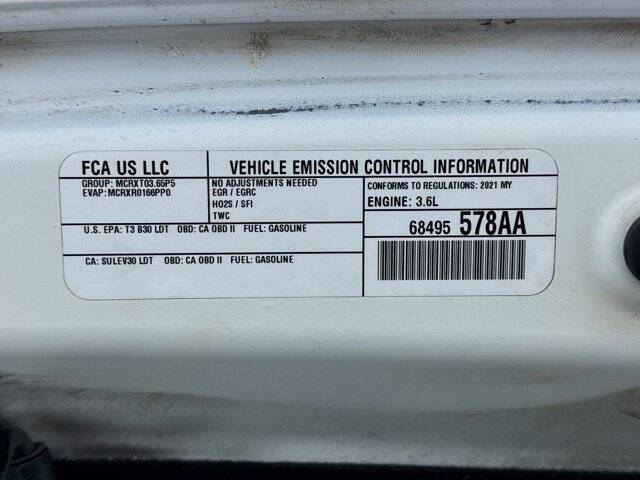 FCA US LLC
GROUP: MCRXT03.65P5
EVAP: MCRXR0166PP0
VEHICLE EMISSION CONTROL INFORMATION
NO ADJUSTMENTS NEEDED
EGR / EGRC
HO2S / SFI
TWC
CONFORMS TO REGULATIONS: 2021 MY
ENGINE: 3.6L
U.S. EPA: T3 B30 LDT OBD: CA OBD II FUEL: GASOLINE
68495 578AA
CA: SULEV30 LDT OBD: CA OBD II FUEL: GASOLINE